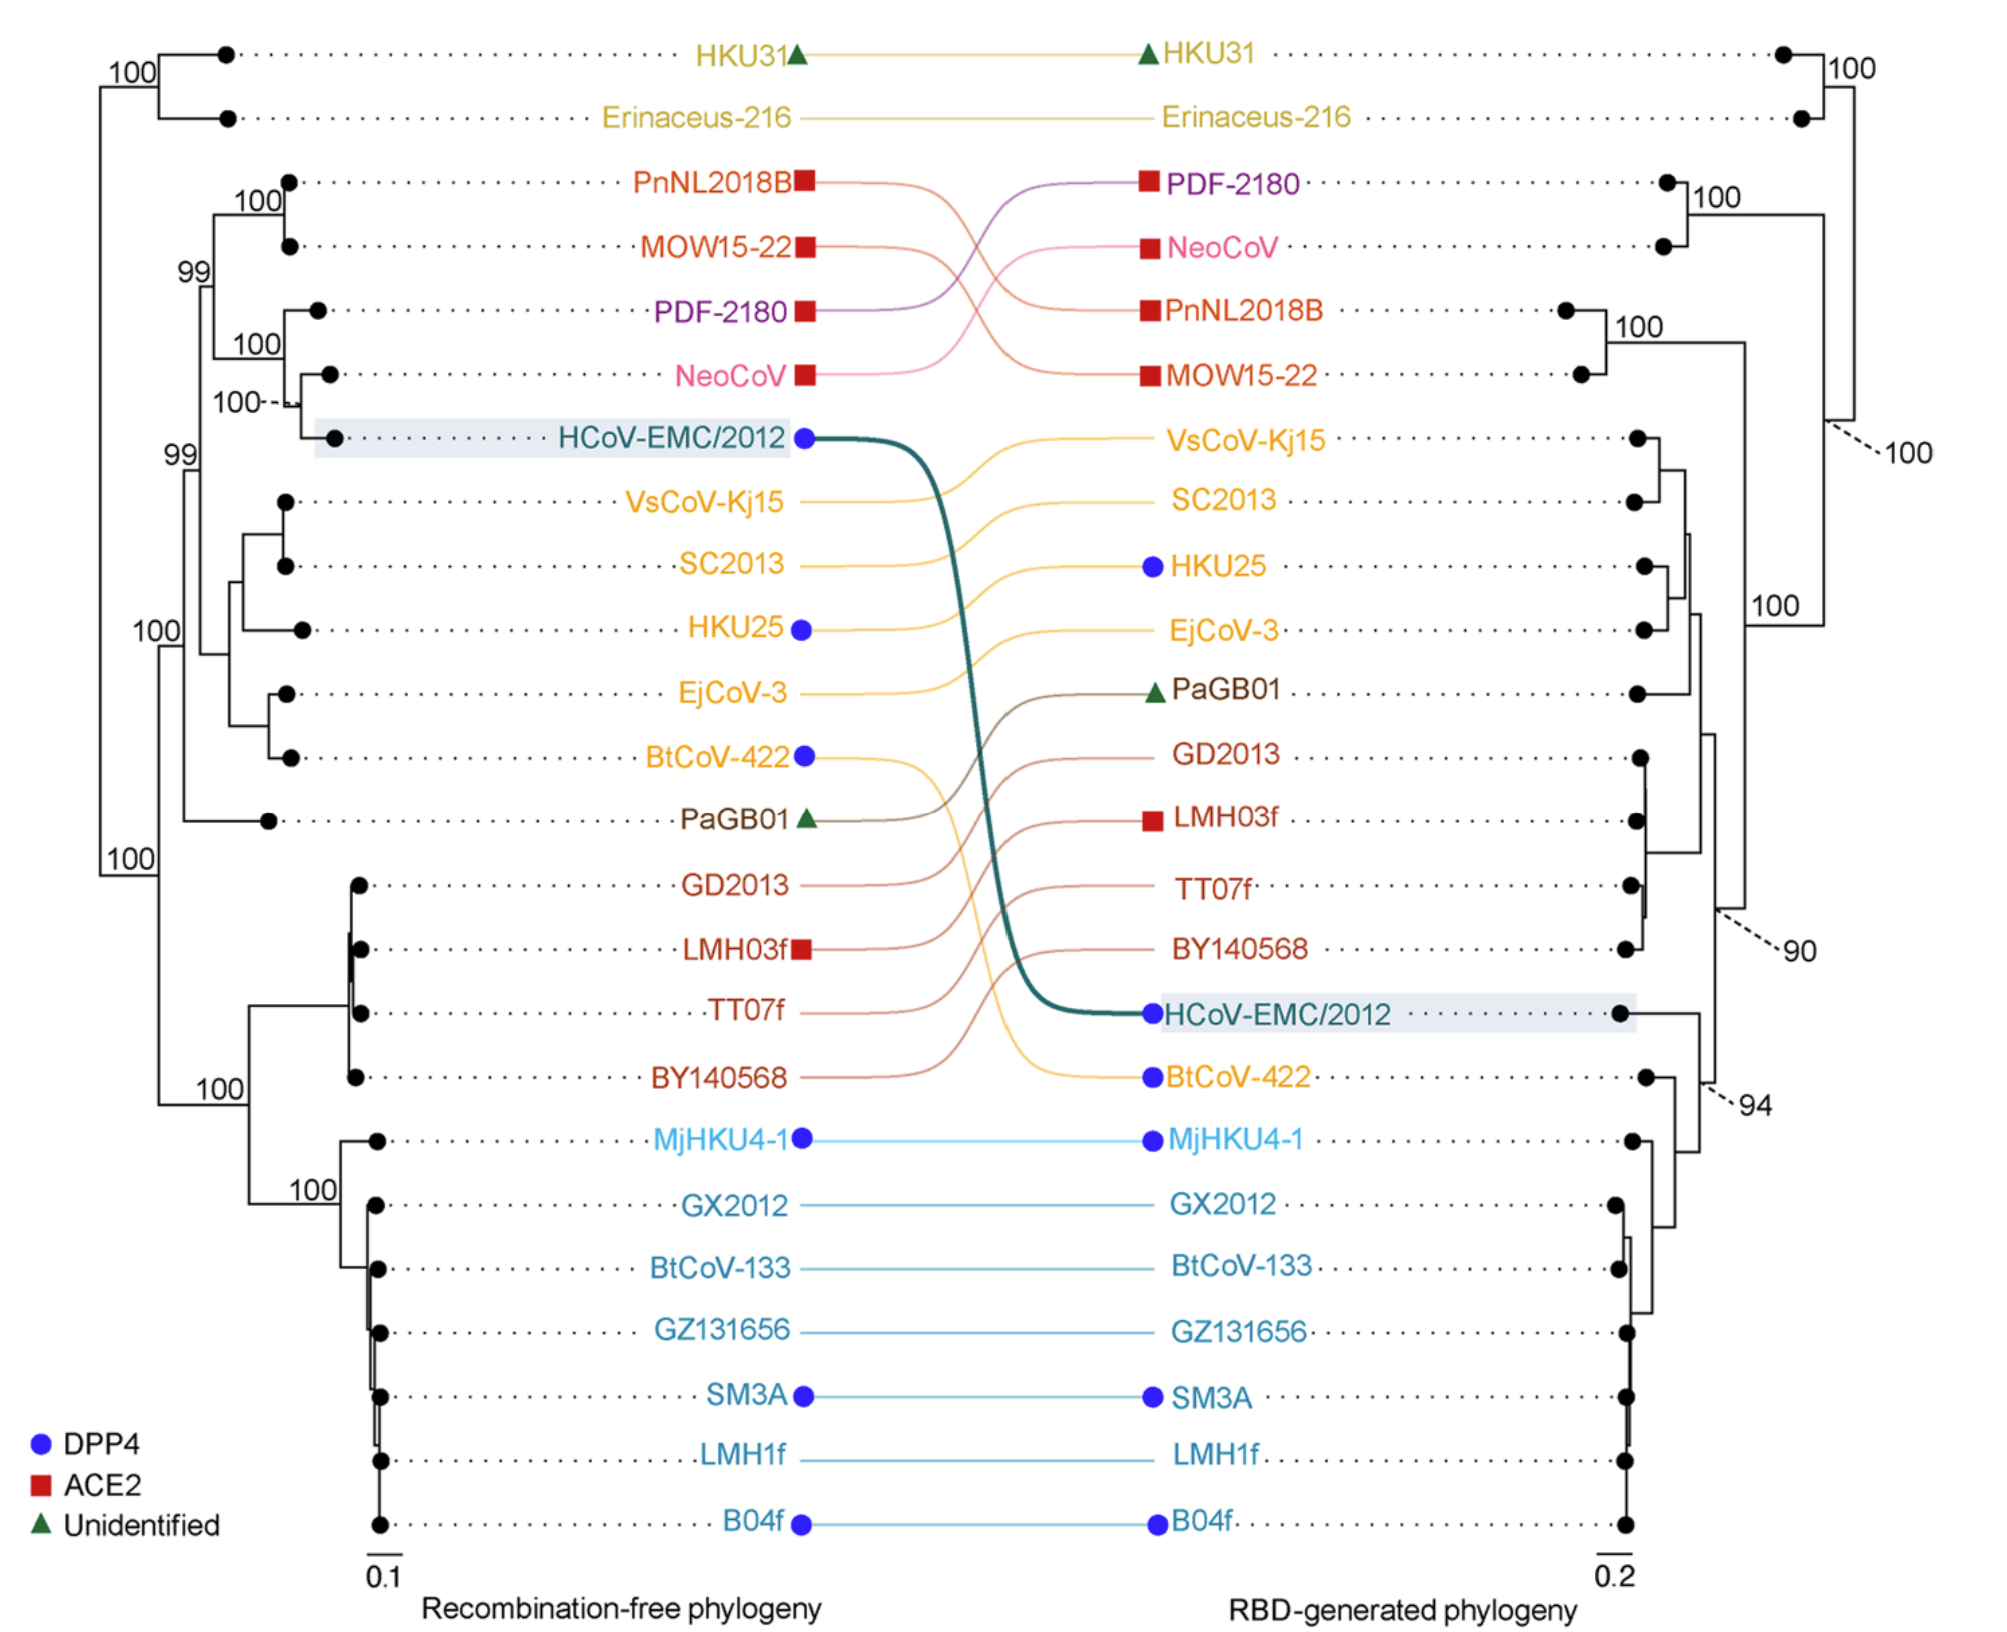 HKU31 HKU31
100 100
Erinaceus-216 Erinaceus-216
PnNL2018B PDF-2180
100 100
MOW15-22 NeoCoV
99
PDF-2180 PnNL2018B
100 100
NeoCoV MOW15-22
100
HCoV-EMC/2012 VsCoV-Kj15
99 100
VsCoV-Kj15 SC2013
SC2013 HKU25
100 100
HKU25 EjCoV-3
EjCoV-3 PaGB01
BtCoV-422 GD2013
PaGB01 LMH03f
100
GD2013 TT07f
LMH03f BY140568
90
TT07f HCoV-EMC/2012
BY140568 BtCoV-422
100 94
MjHKU4-1 MjHKU4-1
100
GX2012 GX2012
BtCoV-133 BtCoV-133
GZ131656 GZ131656
SM3A SM3A
DPP4
LMH1f LMH1f
ACE2
Unidentified
B04f B04f
0.1 0.2
Recombination-free phylogeny RBD-generated phylogeny